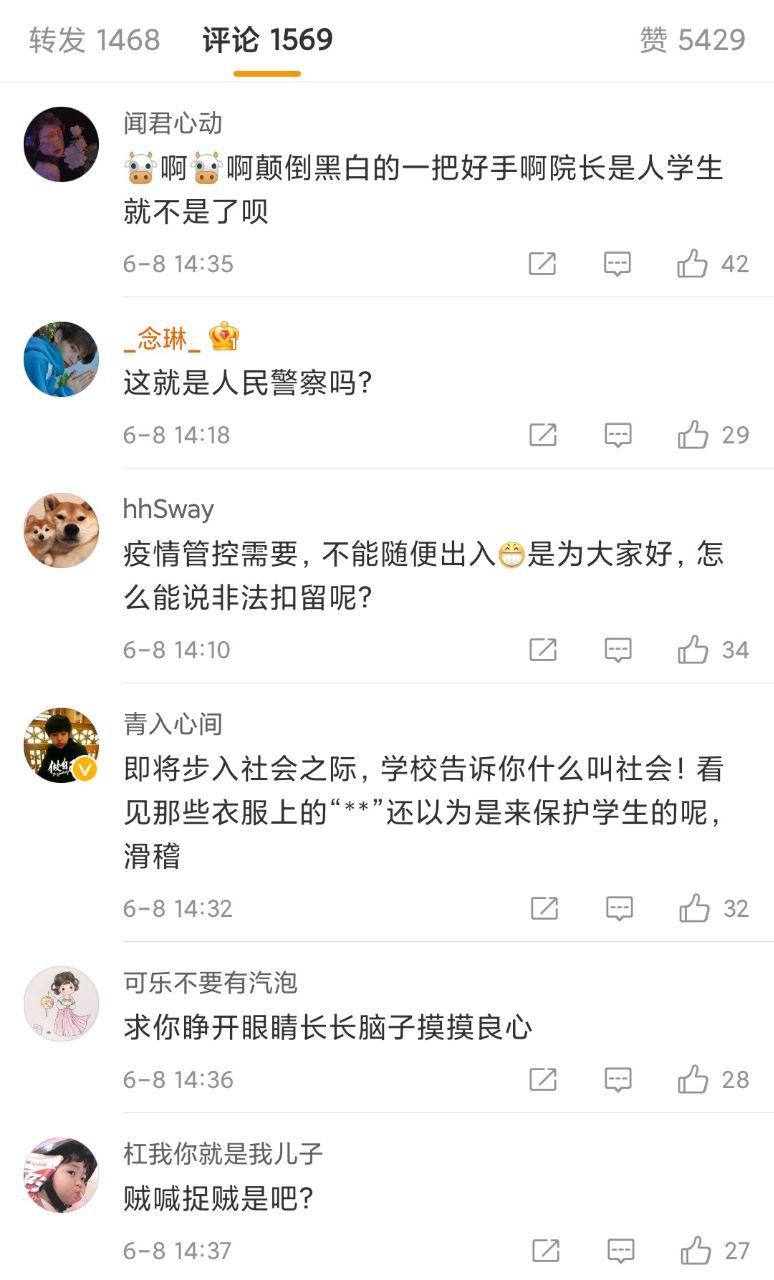 转发 1468 评论 1569 赞 5429
闻君心动
🐮啊🐮啊颠倒黑白的一把好手啊院长是人学生
就不是了呗
6-8 14:35 42
_念琳_
这就是人民警察吗?
6-8 14:18 29
hhSway
疫情管控需要，不能随便出入😁是为大家好，怎
么能说非法扣留呢?
6-8 14:10 34
青入心间
即将步入社会之际，学校告诉你什么叫社会！看
见那些衣服上的“**”还以为是来保护学生的呢，
滑稽
6-8 14:32 32
可乐不要有汽泡
求你睁开眼睛长长脑子摸摸良心
6-8 14:36 28
杠我你就是我儿子
贼喊捉贼是吧?
6-8 14:37 27